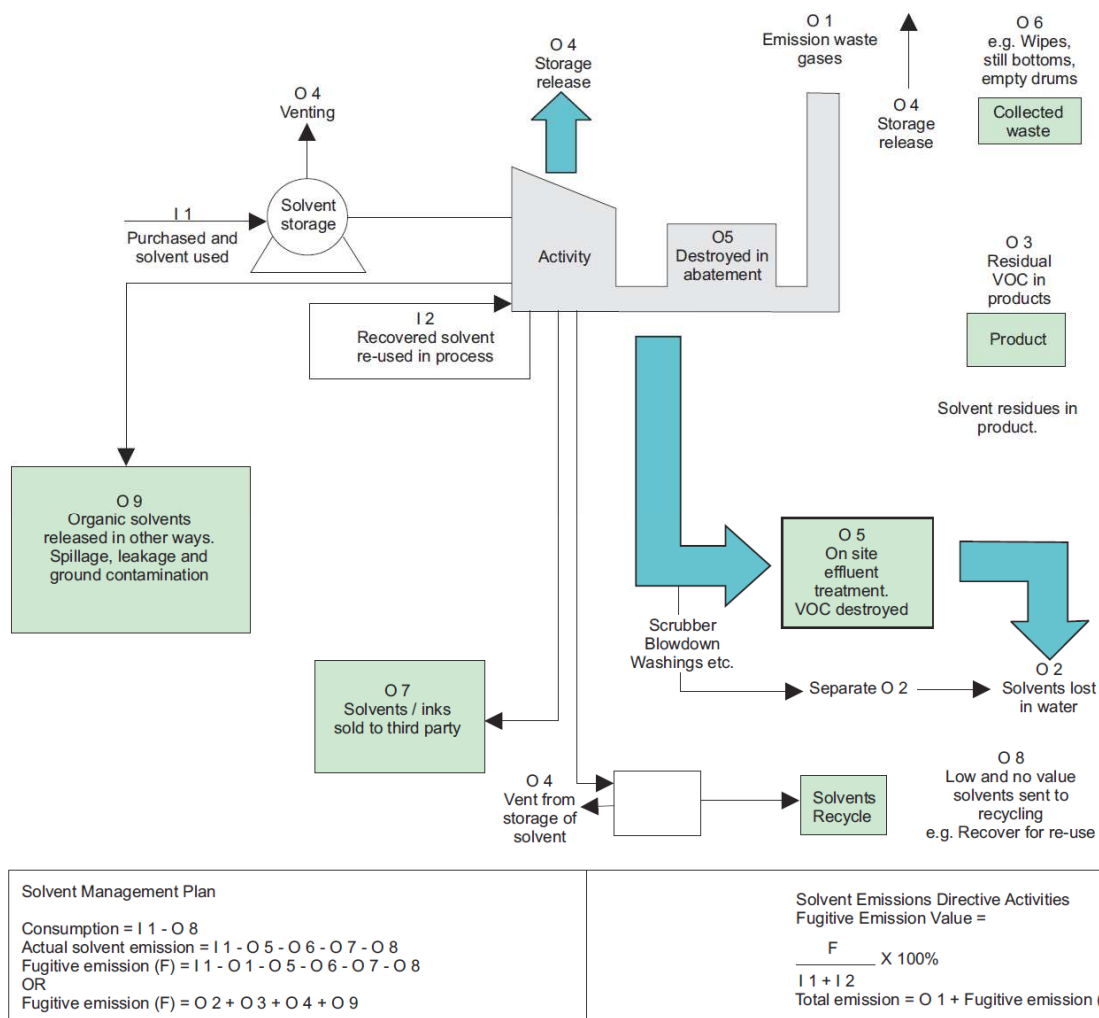 O 1
Emission waste
gases
O 6
e.g. Wipes,
still bottoms,
empty drums
Collected
waste
O 4
Storage
release
O 4
Storage
release
O 4
Venting
Solvent
storage
I 1
Purchased and
solvent used
Activity
O5
Destroyed in
abatement
O 3
Residual
VOC in
products
Product
Solvent residues in
product.
I 2
Recovered solvent
re-used in process
O 9
Organic solvents
released in other ways.
Spillage, leakage and
ground contamination
O 5
On site
effluent
treatment.
VOC destroyed
Scrubber
Blowdown
Washings etc.
Separate O 2
O 2
Solvents lost
in water
O 7
Solvents / inks
sold to third party
O 4
Vent from
storage of
solvent
Solvents
Recycle
O 8
Low and no value
solvents sent to
recycling
e.g. Recover for re-use
Solvent Management Plan
Consumption = I 1 - O 8
Actual solvent emission = I 1 - O 5 - O 6 - O 7 - O 8
Fugitive emission (F) = I 1 - O 1 - O 5 - O 6 - O 7 - O 8
OR
Fugitive emission (F) = O 2 + O 3 + O 4 + O 9
Solvent Emissions Directive Activities
Fugitive Emission Value =
F
X 100%
I 1 + I 2
Total emission = O 1 + Fugitive emission (